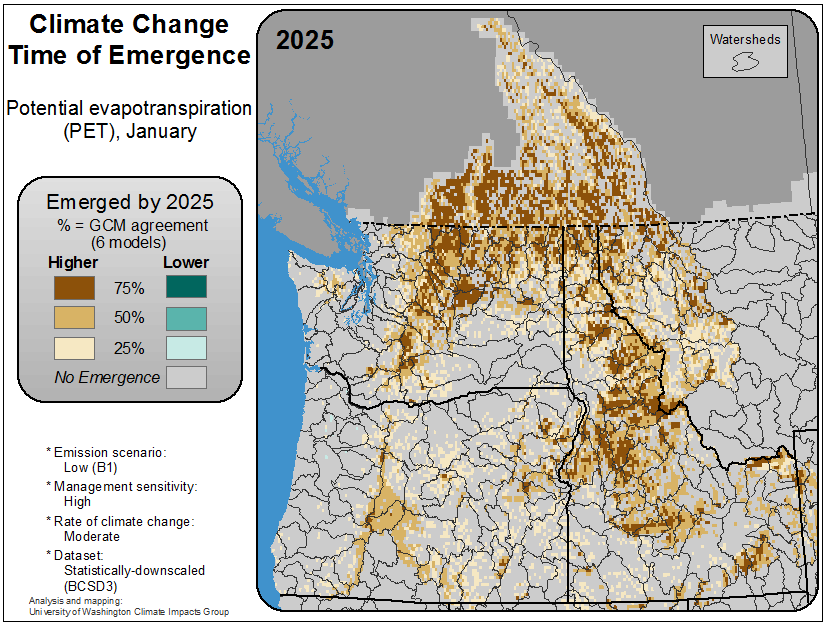 Climate Change
Time of Emergence
Potential evapotranspiration
(PET), January
Emerged by 2025
% = GCM agreement
(6 models)
Higher Lower
75%
50%
25%
No Emergence
* Emission scenario:
Low (B1)
* Management sensitivity:
High
* Rate of climate change:
Moderate
* Dataset:
Statistically-downscaled
(BCSD3)
Analysis and mapping:
University of Washington Climate Impacts Group
2025
Watersheds